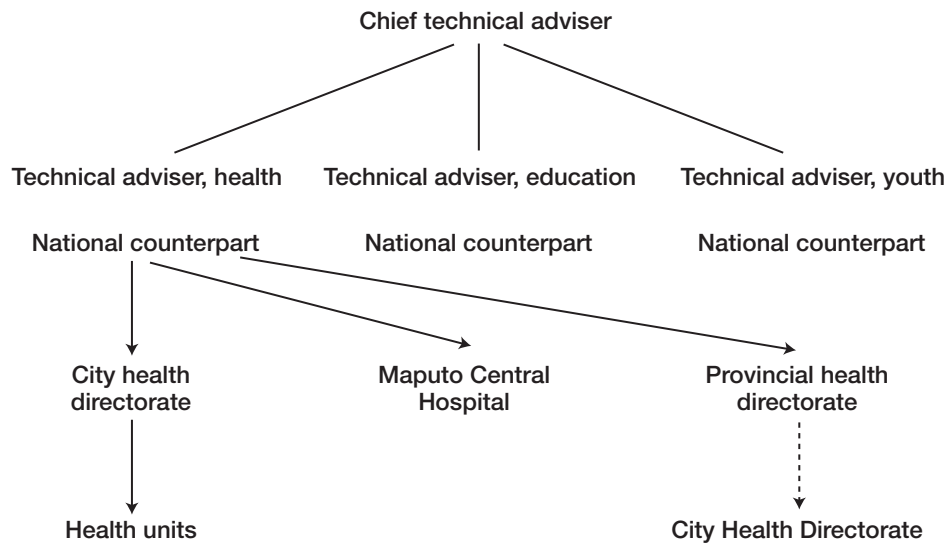 Chief technical adviser
Technical adviser, health
Technical adviser, education
Technical adviser, youth
National counterpart
National counterpart
National counterpart
City health
directorate
Maputo Central
Hospital
Provincial health
directorate
Health units
City Health Directorate